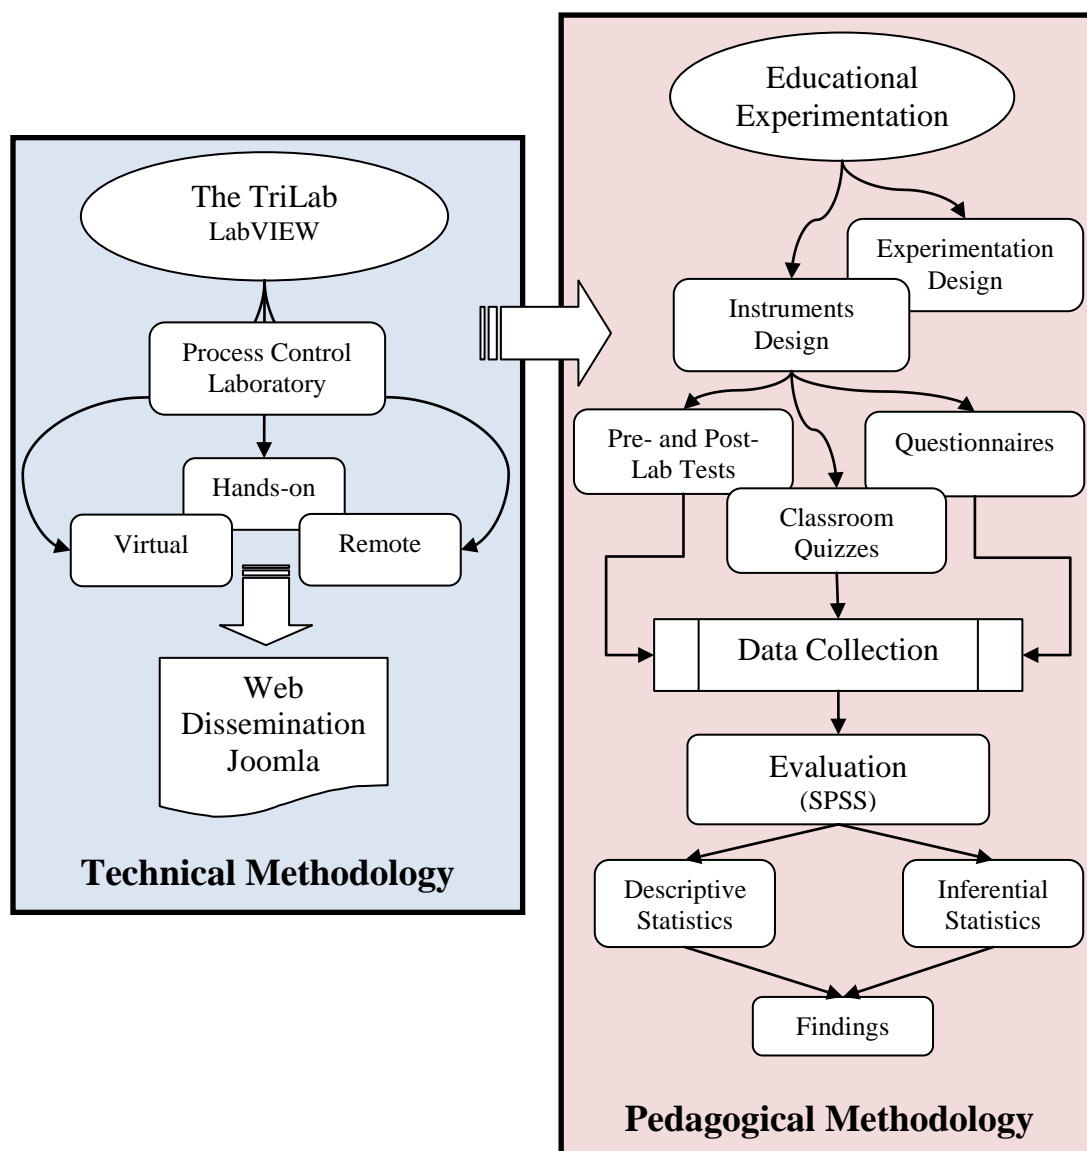 The TriLab
LabVIEW
Process Control
Laboratory
Hands-on
Virtual
Remote
Web
Dissemination
Joomla
Technical Methodology
Educational
Experimentation
Experimentation
Design
Instruments
Design
Pre- and Post-
Lab Tests
Questionnaires
Classroom
Quizzes
Data Collection
Evaluation
(SPSS)
Descriptive
Statistics
Inferential
Statistics
Findings
Pedagogical Methodology